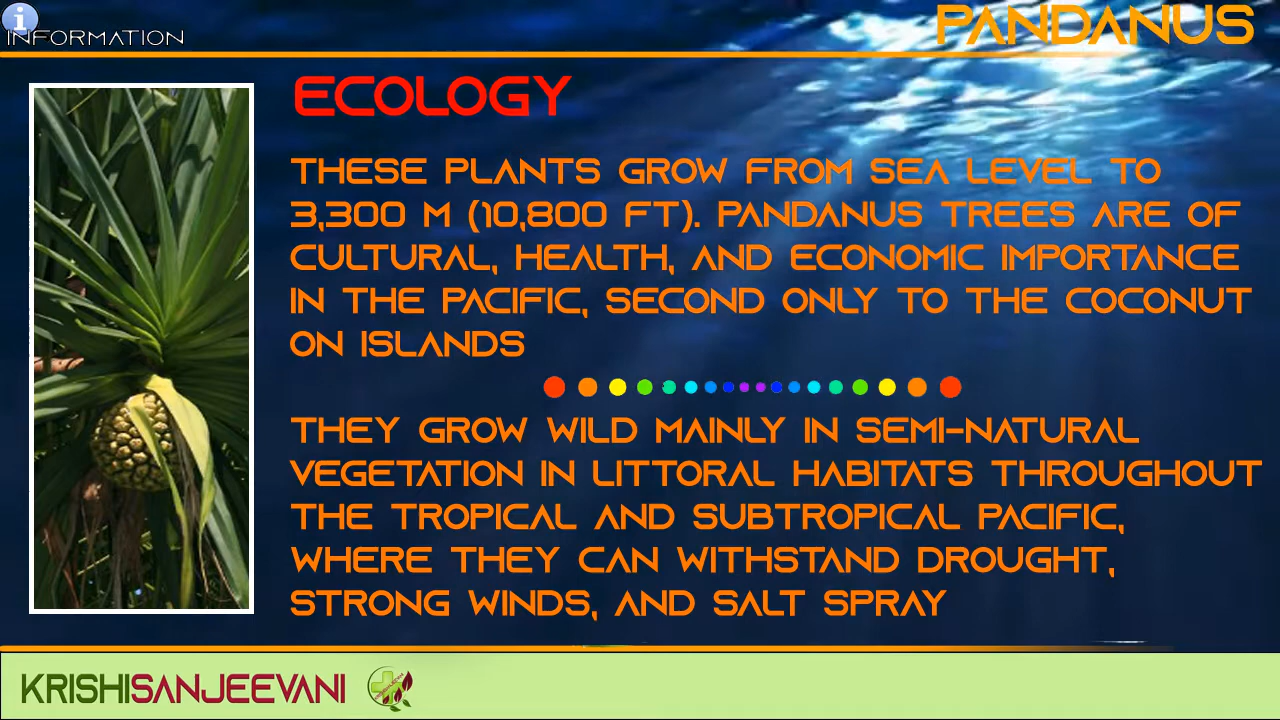 i
INFORMATION
PANDANUS
ECOLOGY
THESE PLANTS GROW FROM SEA LEVEL TO
3,300 M (10,800 FT). PANDANUS TREES ARE OF
CULTURAL, HEALTH, AND ECONOMIC IMPORTANCE
IN THE PACIFIC, SECOND ONLY TO THE COCONUT
ON ISLANDS
THEY GROW WILD MAINLY IN SEMI-NATURAL
VEGETATION IN LITTORAL HABITATS THROUGHOUT
THE TROPICAL AND SUBTROPICAL PACIFIC,
WHERE THEY CAN WITHSTAND DROUGHT,
STRONG WINDS, AND SALT SPRAY
KRISHISANJEEVANI